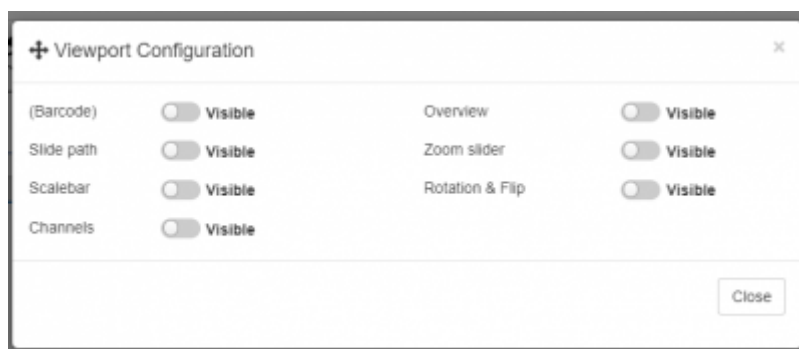 Viewport Configuration
×
(Barcode) Visible Overview Visible
Slide path Visible Zoom slider Visible
Scalebar Visible Rotation & Flip Visible
Channels Visible
Close